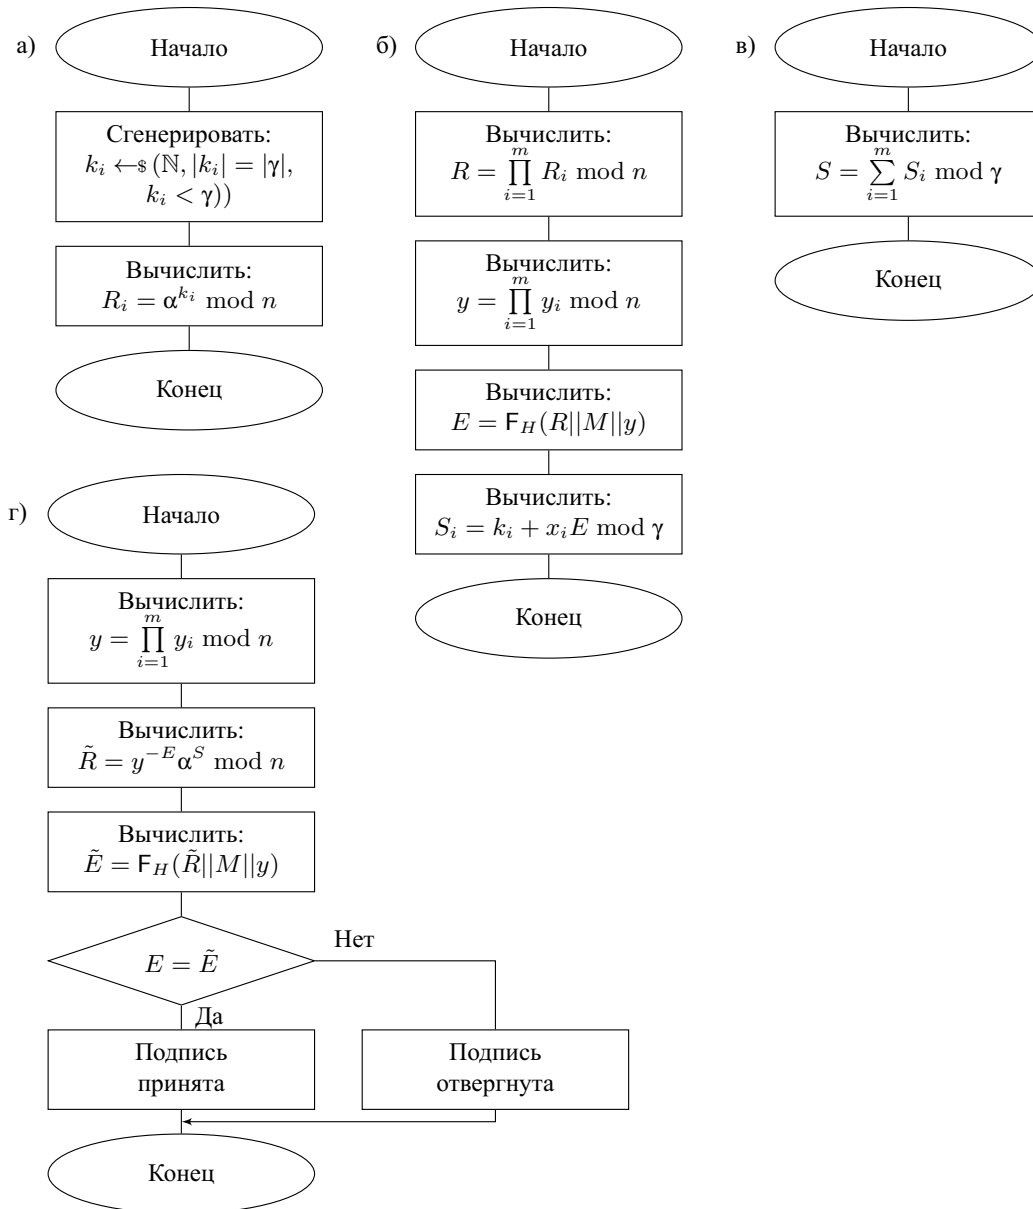 а)
Начало
Сгенерировать:
k_i ←$ (ℕ, |k_i| = |γ|,
k_i < γ))
Вычислить:
R_i = α^{k_i} mod n
Конец
б)
Начало
Вычислить:
R = ∏_{i=1}^{m} R_i mod n
Вычислить:
y = ∏_{i=1}^{m} y_i mod n
Вычислить:
E = F_H(R||M||y)
Вычислить:
S_i = k_i + x_i E mod γ
Конец
в)
Начало
Вычислить:
S = ∑_{i=1}^{m} S_i mod γ
Конец
г)
Начало
Вычислить:
y = ∏_{i=1}^{m} y_i mod n
Вычислить:
R̃ = y^{−E} α^S mod n
Вычислить:
Ẽ = F_H(R̃||M||y)
E = Ẽ
Нет
Да
Подпись
принята
Подпись
отвергнута
Конец